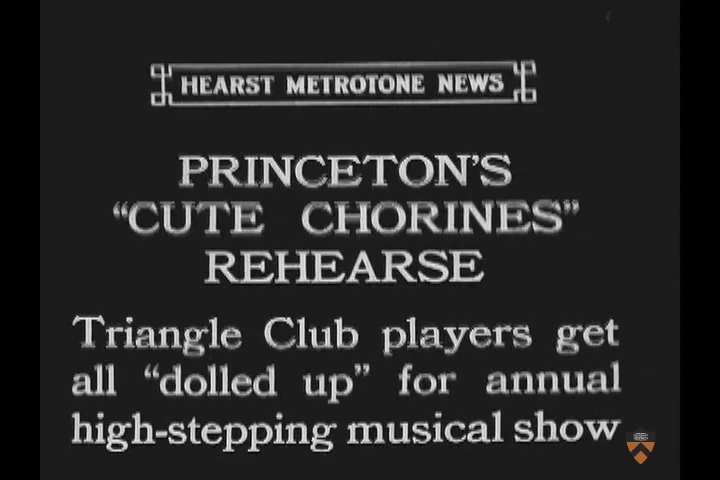 HEARST METROTONE NEWS
PRINCETON'S
"CUTE CHORINES"
REHEARSE
Triangle Club players get
all "dolled up" for annual
high-stepping musical show